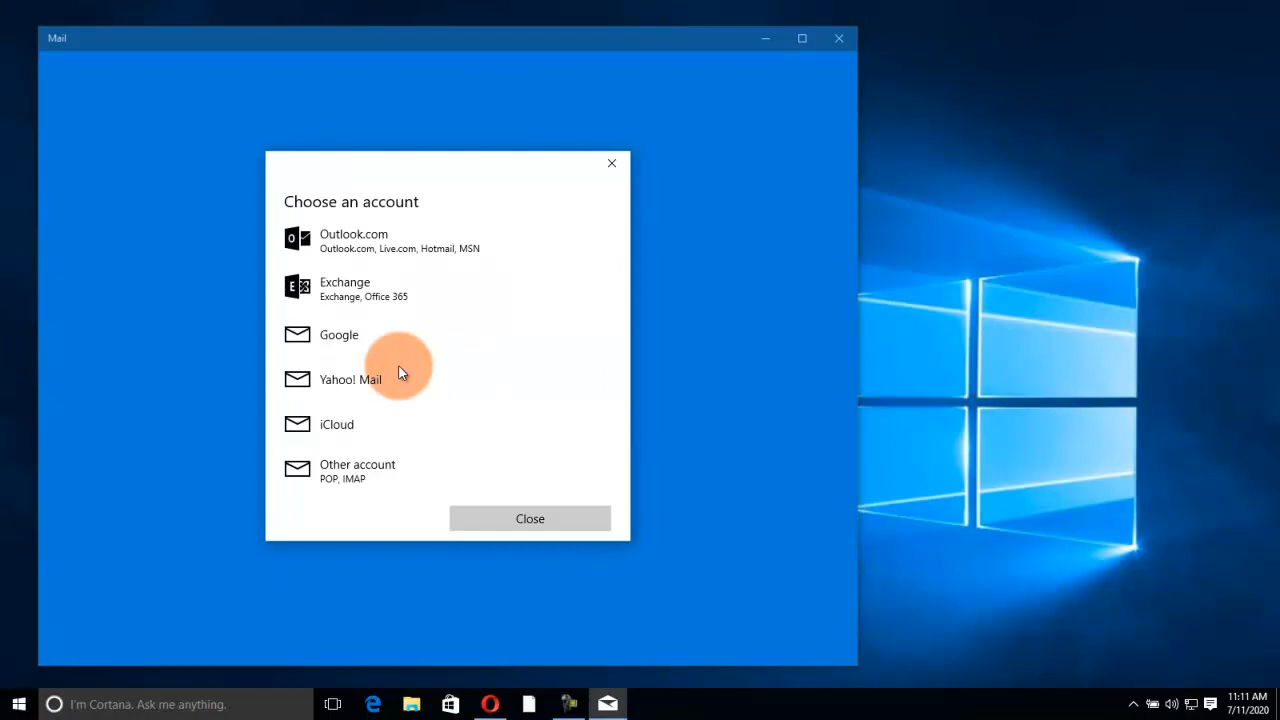 Mail
Choose an account
Outlook.com
Outlook.com, Live.com, Hotmail, MSN
Exchange
Exchange, Office 365
Google
Yahoo! Mail
iCloud
Other account
POP, IMAP
Close
I'm Cortana. Ask me anything.
11:11 AM
7/11/2020